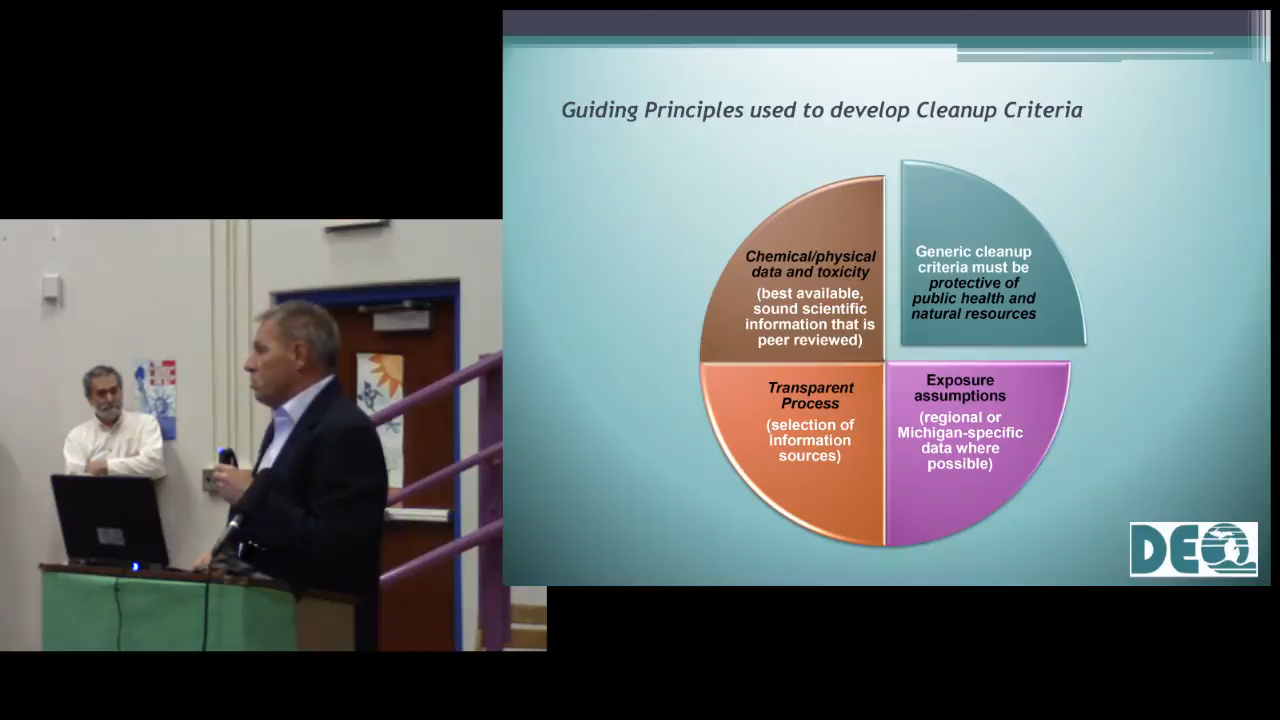 Guiding Principles used to develop Cleanup Criteria
Chemical/physical
data and toxicity
(best available,
sound scientific
information that is
peer reviewed)
Generic cleanup
criteria must be
protective of
public health and
natural resources
Transparent
Process
(selection of
information
sources)
Exposure
assumptions
(regional or
Michigan-specific
data where
possible)
DEQ